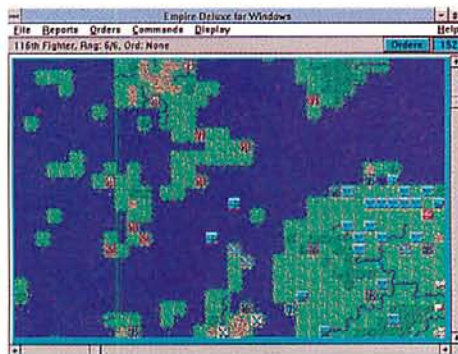 Empire Deluxe for Windows
File Reports Orders Commands Display Help
116th Fighter, Rng: 6/6, Ord: None Orders 152